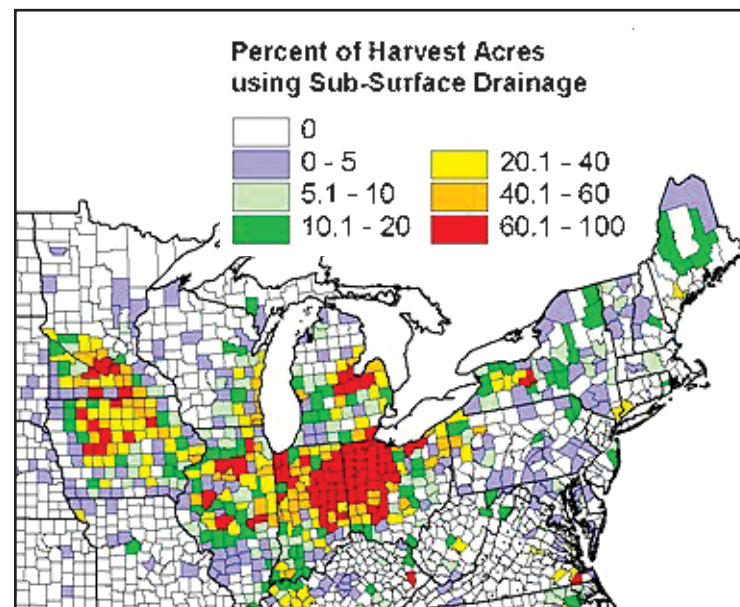 Percent of Harvest Acres
using Sub-Surface Drainage
0
0 - 5
5.1 - 10
10.1 - 20
20.1 - 40
40.1 - 60
60.1 - 100